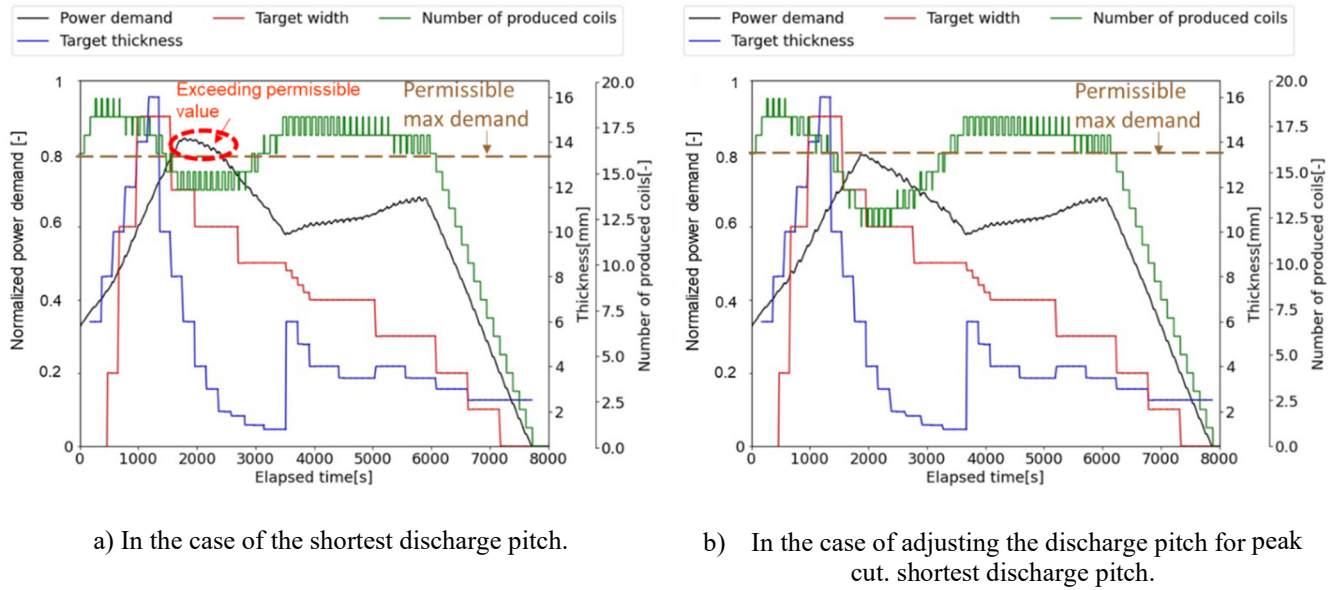 Power demand Target width Number of produced coils
Target thickness
Power demand Target width Number of produced coils
Target thickness
Exceeding permissible
value
Permissible
max demand
Normalized power demand [-]
1
0.8
0.6
0.4
0.2
0
0 1000 2000 3000 4000 5000 6000 7000 8000
Elapsed time[s]
16
14
12
10
8
6
4
2
Thickness[mm]
20.0
17.5
15.0
12.5
10.0
7.5
5.0
2.5
0.0
Number of produced coils[-]
Permissible
max demand
Normalized power demand [-]
1
0.8
0.6
0.4
0.2
0
0 1000 2000 3000 4000 5000 6000 7000 8000
Elapsed time[s]
16
14
12
10
8
6
4
2
Thickness[mm]
20.0
17.5
15.0
12.5
10.0
7.5
5.0
2.5
0.0
Number of produced coils[-]
a) In the case of the shortest discharge pitch.
b) In the case of adjusting the discharge pitch for peak
cut. shortest discharge pitch.